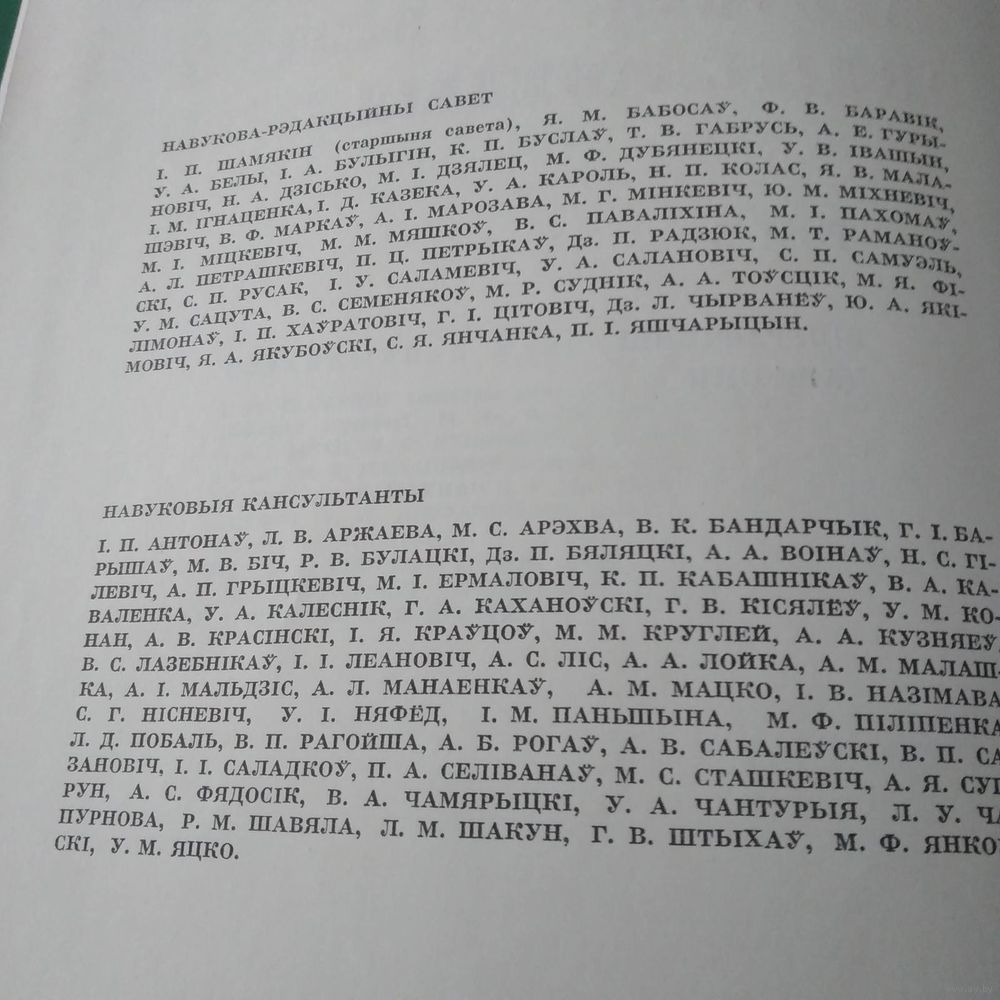 НАВУКОВА-РЭДАКЦЫЙНЫ САВЕТ
І. П. ШАМЯКІН (старшыня савета), Я. М. БАБОСАЎ, Ф. В. БАРАВІК,
У. А. БЕЛЫ, І. А. БУЛЫГІН, К. П. БУСЛАЎ, Т. В. ГАБРУСЬ, А. Е. ГУРЫ-
НОВІЧ, Н. А. ДЗІСЬКО, М. І. ДЗЯЛЕЦ, М. Ф. ДУБЯНЕЦКІ, У. В. ІВАШЫН,
І. М. ІГНАЦЕНКА, І. Д. КАЗЕКА, У. А. КАРОЛЬ, Н. П. КОЛАС, Я. В. МАЛА-
ШЭВІЧ, В. Ф. МАРКАЎ, А. І. МАРОЗАВА, М. Г. МІНКЕВІЧ, Ю. М. МІХНЕВІЧ,
М. І. МІЦКЕВІЧ, М. М. МЯШКОЎ, В. С. ПАВАЛІХІНА, М. І. ПАХОМАЎ,
А. Л. ПЕТРАШКЕВІЧ, П. Ц. ПЕТРЫКАЎ, Дз. П. РАДЗЮК, М. Т. РАМАНОЎ-
СКІ, С. П. РУСАК, І. У. САЛАМЕВІЧ, У. А. САЛАНОВІЧ, С. П. САМУЭЛЬ,
У. М. САЦУТА, В. С. СЕМЕНЯКОЎ, М. Р. СУДНІК, А. А. ТОЎСЦІК, М. Я. ФІ-
ЛІМОНАЎ, І. П. ХАЎРАТОВІЧ, Г. І. ЦІТОВІЧ, Дз. Л. ЧЫРВАНЁЎ, Ю. А. ЯКІ-
МОВІЧ, Я. А. ЯКУБОЎСКІ, С. Я. ЯНЧАНКА, П. І. ЯШЧАРЫЦЫН.
НАВУКОВЫЯ КАНСУЛЬТАНТЫ
І. П. АНТОНАЎ, Л. В. АРЖАЕВА, М. С. АРЭХВА, В. К. БАНДАРЧЫК, Г. І. БА-
РЫШАЎ, М. В. БІЧ, Р. В. БУЛАЦКІ, Дз. П. БЯЛЯЦКІ, А. А. ВОІНАЎ, Н. С. ГІ-
ЛЕВІЧ, А. П. ГРЫЦКЕВІЧ, М. І. ЕРМАЛОВІЧ, К. П. КАБАШНІКАЎ, В. А. КА-
ВАЛЕНКА, У. А. КАЛЕСНІК, Г. А. КАХАНОЎСКІ, Г. В. КІСЯЛЁЎ, У. М. КО-
НАН, А. В. КРАСІНСКІ, І. Я. КРАЎЦОЎ, М. М. КРУГЛЕЙ, А. А. КУЗНЯЕЎ,
В. С. ЛАЗЕБНІКАЎ, І. І. ЛЕАНОВІЧ, А. С. ЛІС, А. А. ЛОЙКА, А. М. МАЛАШ-
КА, А. І. МАЛЬДЗІС, А. Л. МАНАЕНКАЎ, А. М. МАЦКО, І. В. НАЗІМАВА
С. Г. НІСНЕВІЧ, У. І. НЯФЁД, І. М. ПАНЬШЫНА, М. Ф. ПІЛІПЕНКА
Л. Д. ПОБАЛЬ, В. П. РАГОЙША, А. Б. РОГАЎ, А. В. САБАЛЕЎСКІ, В. П. СА
ЗАНОВІЧ, І. І. САЛАДКОЎ, П. А. СЕЛІВАНАЎ, М. С. СТАШКЕВІЧ, А. Я. СУП
РУН, А. С. ФЯДОСІК, В. А. ЧАМЯРЫЦКІ, У. А. ЧАНТУРЫЯ, Л. У. ЧА
ПУРНОВА, Р. М. ШАВЯЛА, Л. М. ШАКУН, Г. В. ШТЫХАЎ, М. Ф. ЯНКО
СКІ, У. М. ЯЦКО.